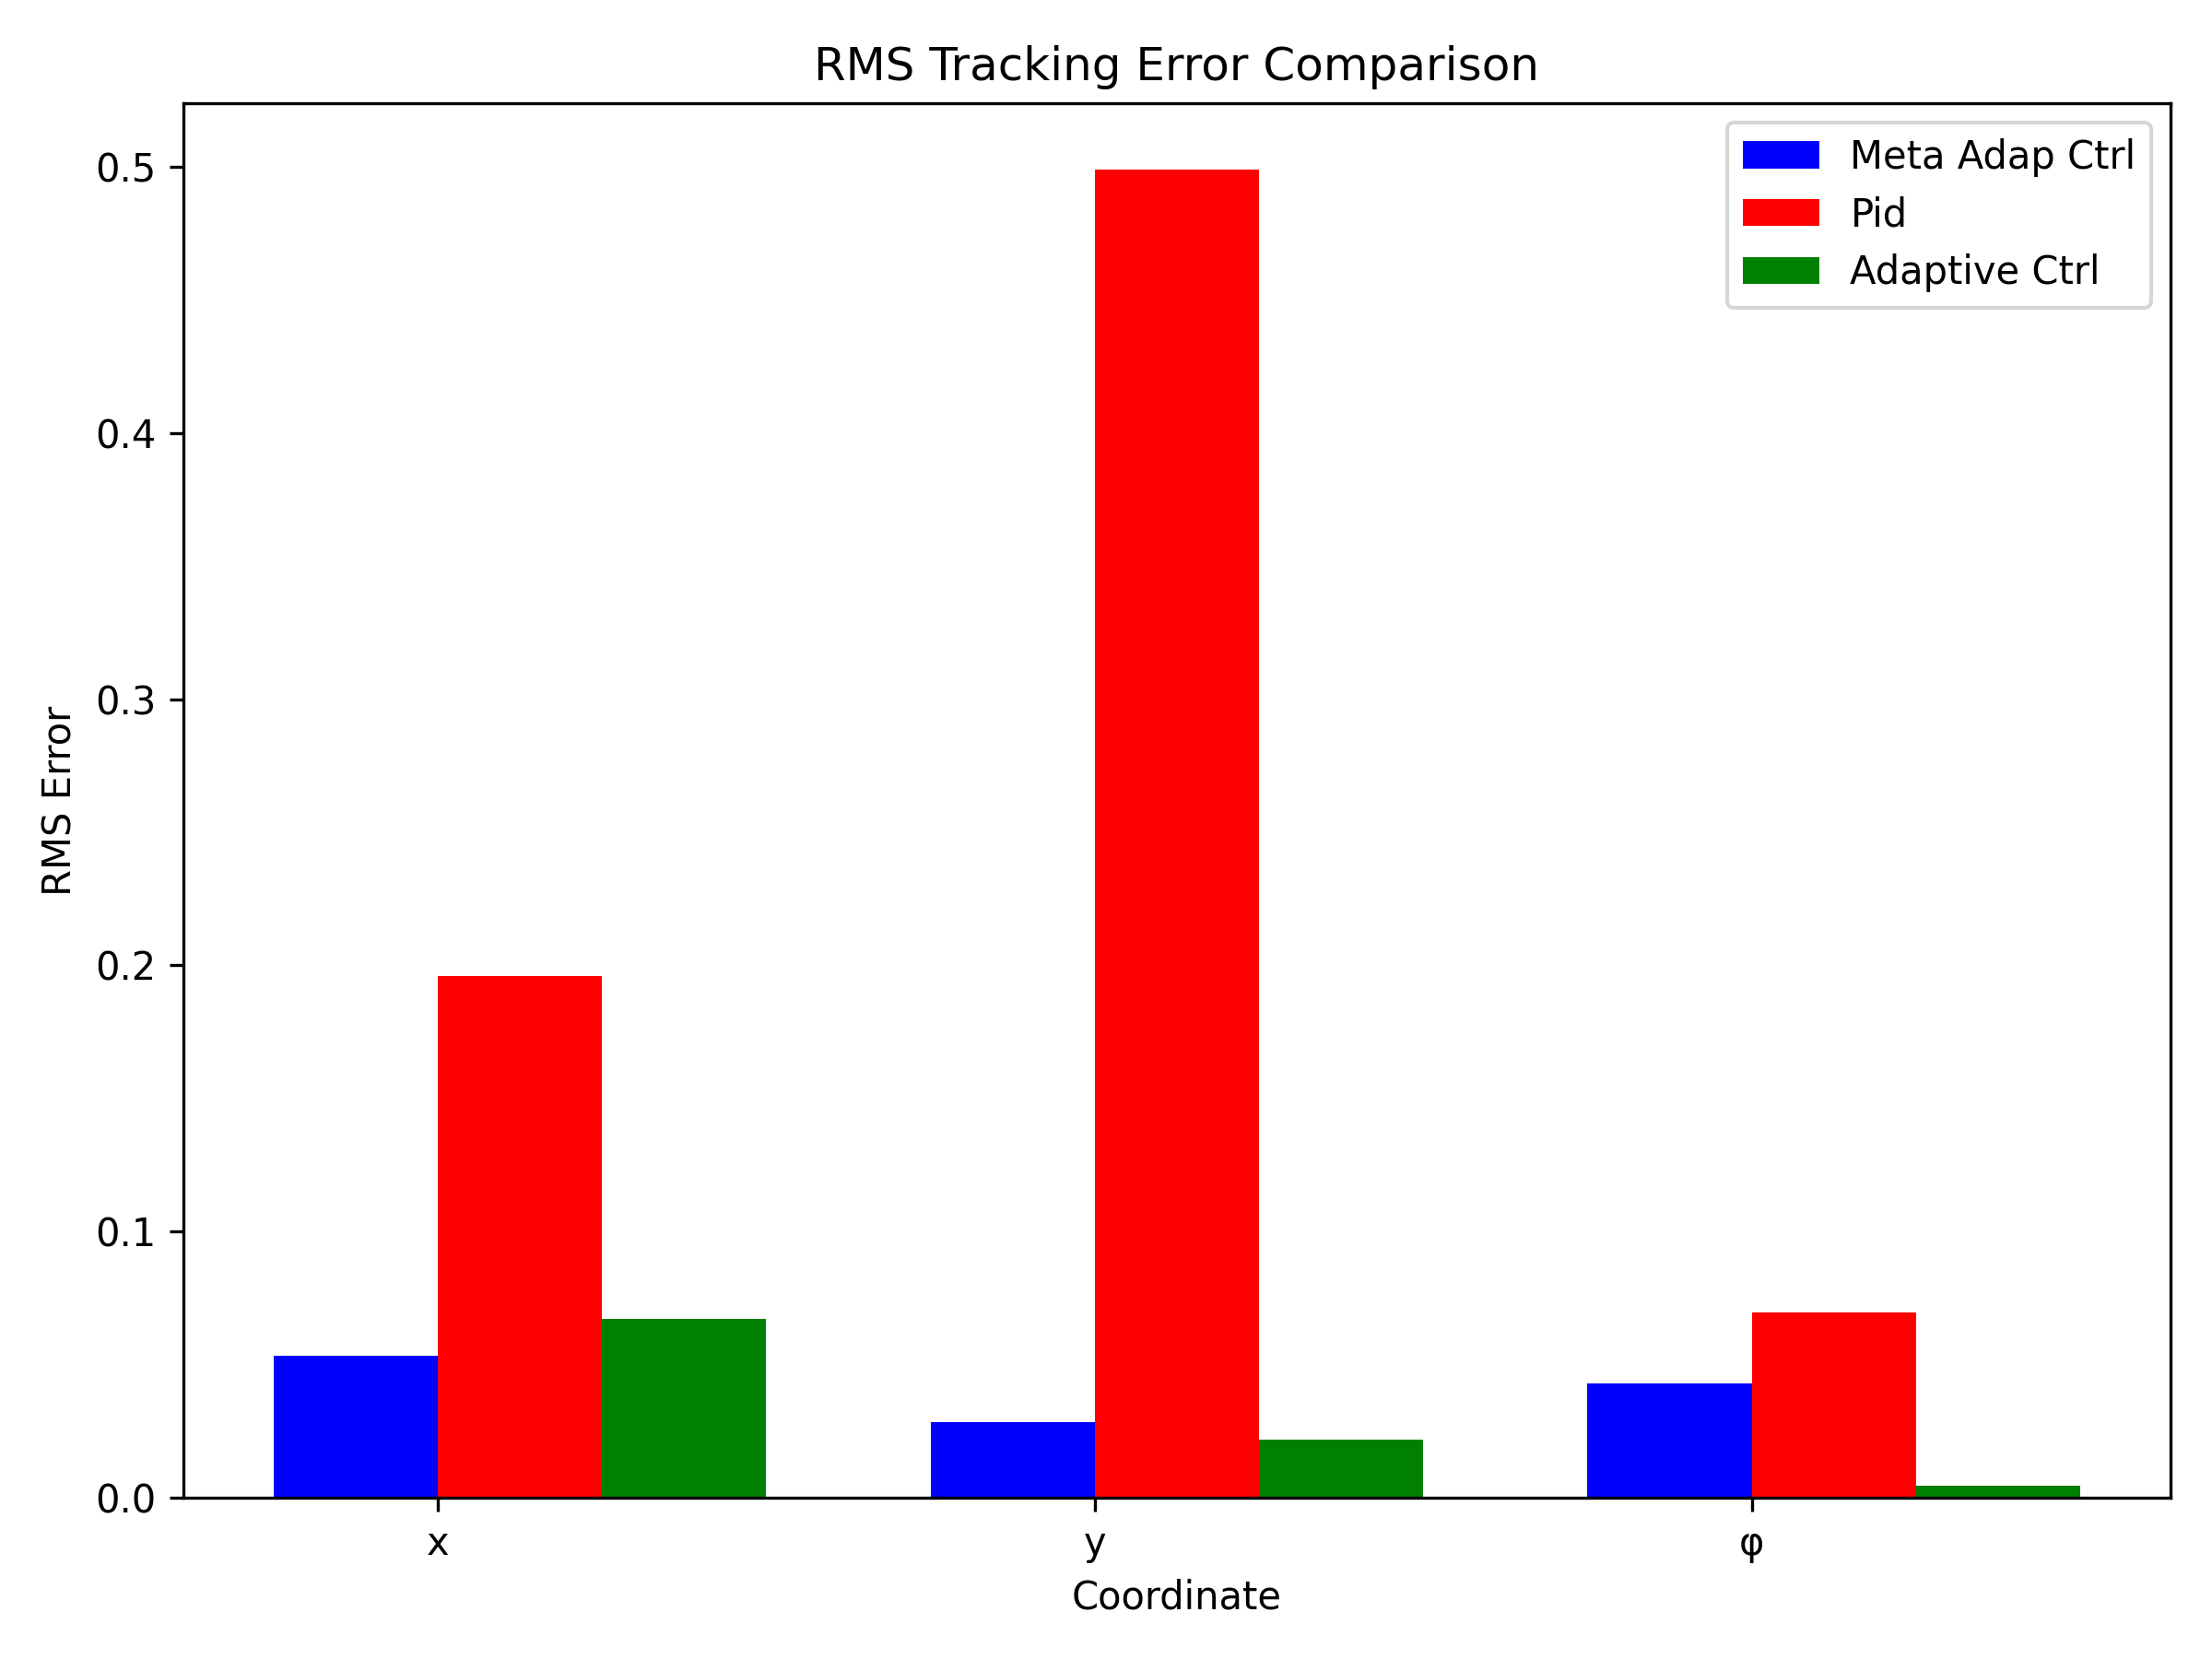 RMS Tracking Error Comparison
Meta Adap Ctrl
Pid
Adaptive Ctrl
RMS Error
0.5
0.4
0.3
0.2
0.1
0.0
x y φ
Coordinate